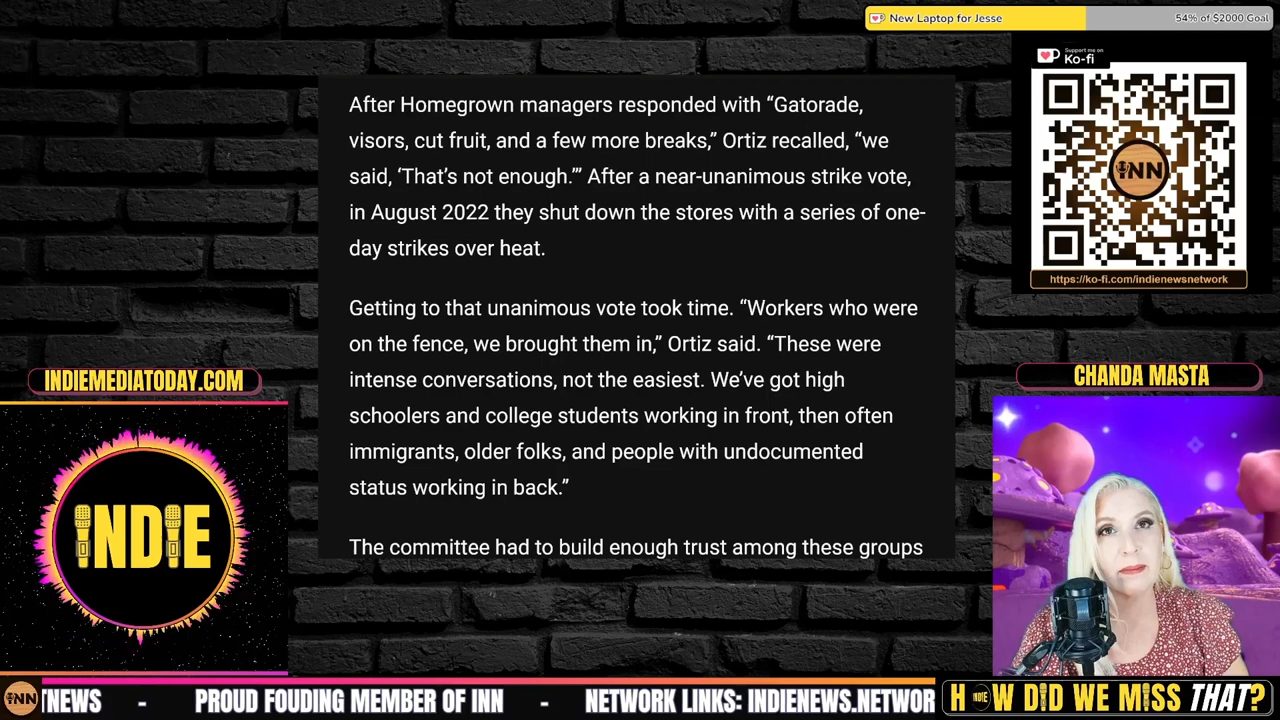 New Laptop for Jesse
54% of $2000 Goal
Support me on
Ko-fi
INN
https://ko-fi.com/indienewsnetwork
After Homegrown managers responded with “Gatorade,
visors, cut fruit, and a few more breaks,” Ortiz recalled, “we
said, ‘That’s not enough.’” After a near-unanimous strike vote,
in August 2022 they shut down the stores with a series of one-
day strikes over heat.
Getting to that unanimous vote took time. “Workers who were
on the fence, we brought them in,” Ortiz said. “These were
intense conversations, not the easiest. We’ve got high
schoolers and college students working in front, then often
immigrants, older folks, and people with undocumented
status working in back.”
The committee had to build enough trust among these groups
INDIEMEDIATODAY.COM
INDIE
CHANDA MASTA
INN
TNEWS - PROUD FOUDING MEMBER OF INN - NETWORK LINKS: INDIENEWS.NETWOR
HOW DID WE MISS THAT?